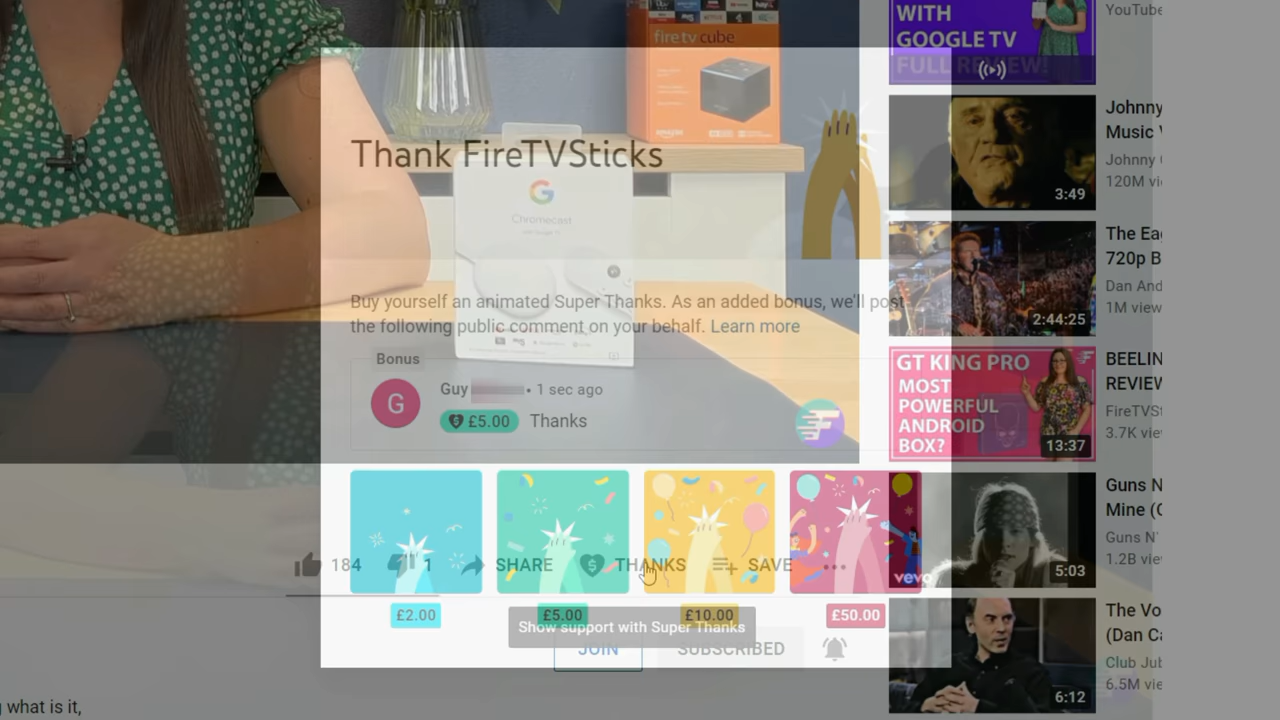 fire tv cube
amazon
Thank FireTVSticks
G
Chromecast
Buy yourself an animated Super Thanks. As an added bonus, we'll post
the following public comment on your behalf. Learn more
Bonus
Guy • 1 sec ago
G
£5.00 Thanks
184 1 SHARE THANKS SAVE
£2.00 £5.00 £10.00 £50.00
Show support with Super Thanks
JOIN SUBSCRIBED
what is it,
WITH
GOOGLE TV
FULL REVIEW!
YouTube
Johnny
Music
Johnny
120M
3:49
The Ea
720p B
Dan And
1M view
2:44:25
GT KING PRO
MOST
POWERFUL
ANDROID
BOX?
13:37
BEELIN
REVIEW
FireTVSt
3.7K vie
vevo
5:03
Guns N
Mine (
Guns N'
1.2B vie
6:12
The Vo
(Dan Ca
Club Jub
6.5M vie